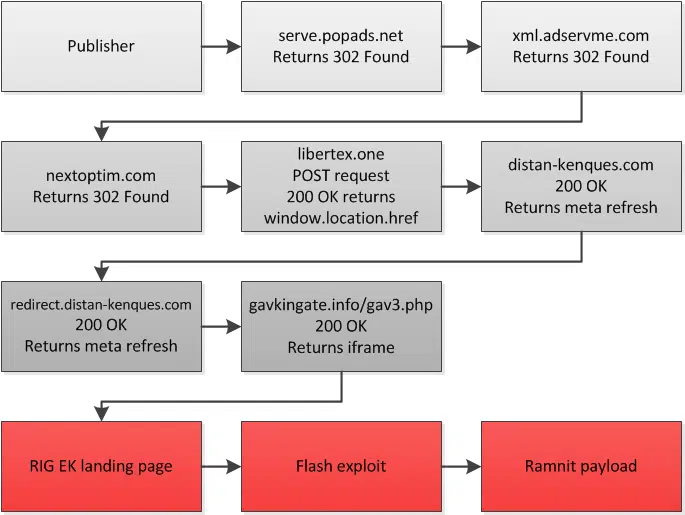 Publisher
serve.popads.net
Returns 302 Found
xml.adservme.com
Returns 302 Found
nextoptim.com
Returns 302 Found
libertex.one
POST request
200 OK returns
window.location.href
distan-kenques.com
200 OK
Returns meta refresh
redirect.distan-kenques.com
200 OK
Returns meta refresh
gavkingate.info/gav3.php
200 OK
Returns iframe
RIG EK landing page
Flash exploit
Ramnit payload